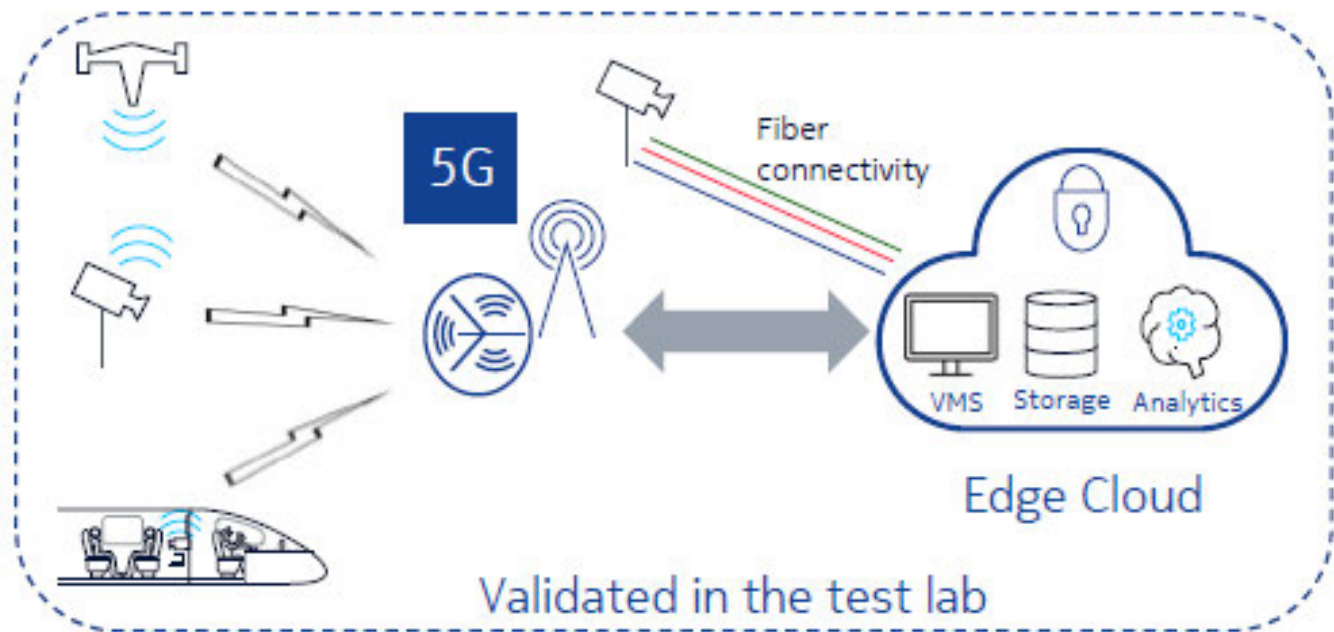 5G
Fiber
connectivity
VMS
Storage
Analytics
Edge Cloud
Validated in the test lab